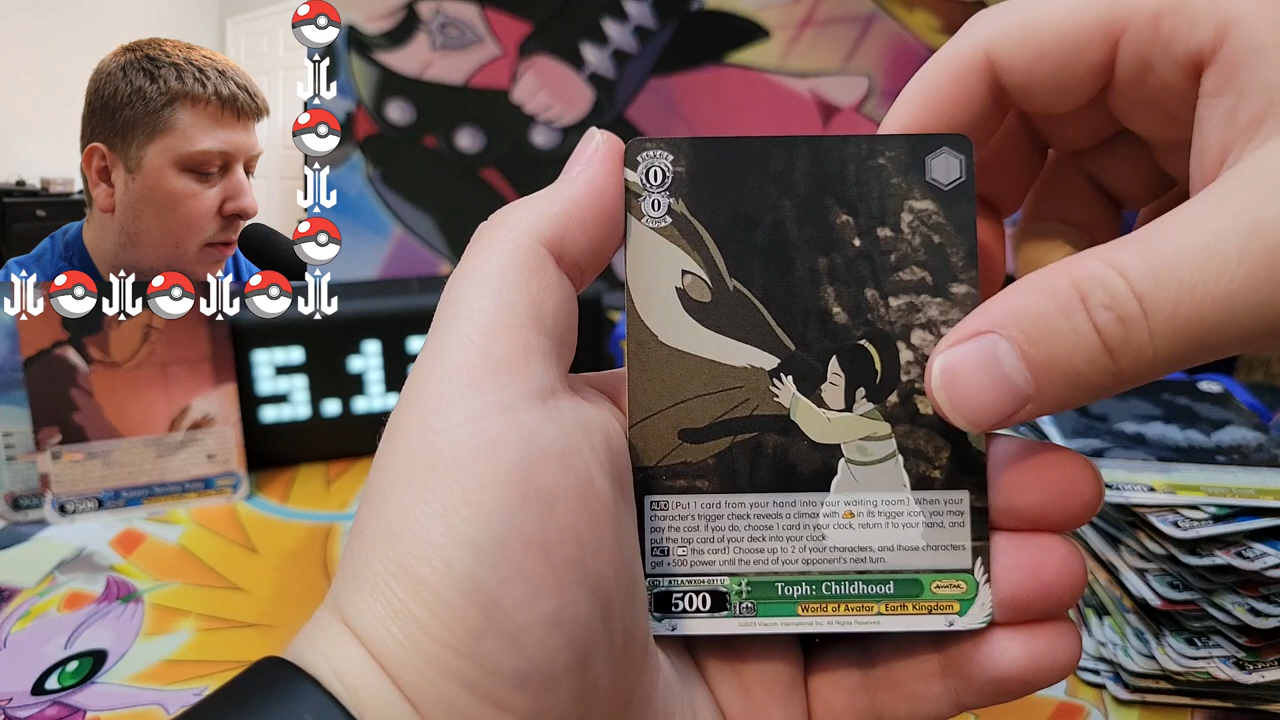 LEVEL
0
0
COST
5.1
AUTO [Put 1 card from your hand into your waiting room] When your
character's trigger check reveals a climax with in its trigger icon, you may
pay the cost. If you do, choose 1 card in your clock, return it to your hand, and
put the top card of your deck into your clock.
ACT [ this card] Choose up to 2 of your characters, and those characters
get +500 power until the end of your opponent's next turn.
CH ATLA/WX04-031 U
Toph: Childhood
AVATAR
500
World of Avatar Earth Kingdom
©2023 Viacom International Inc. All Rights Reserved.